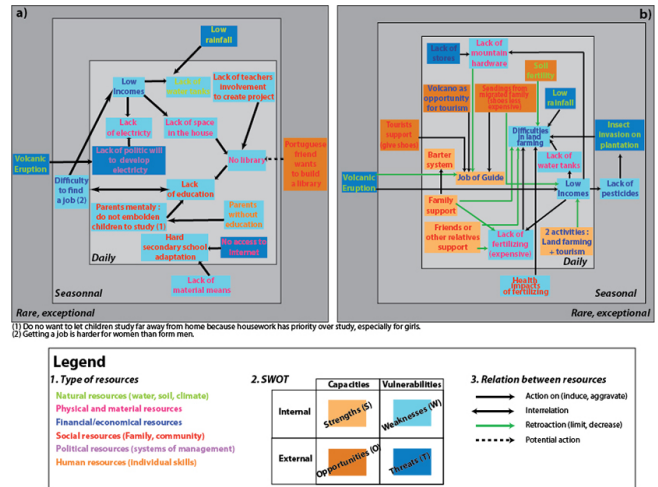 a)
Low
rainfall
Low
Incomes
Lack of teachers
involvement
to create project
Lack
of electricty
Lack of space
in the house
Lack of politic will to
develop
electricty
No library
Portoguese
friend
wants to
build a
library
Volcanic
Eruption
Difficulty
to find
a job (2)
Lack
of education
Parents mentaly :
do not embolden
children to study (1)
Parents
without
education
Hard
secondary school
adaptation
No access to
Internet
Daily
Lack of
material means
Seasonnal
Rare, exceptional
b)
Lack of
stores
Lack of
mountain
hardware
Soil
fertility
Volcano as
opportunity
for tourism
Sendings from
migrated family
(shoes less
expensive)
Low
rainfall
Tourists
support
(give shoes)
Difficulties
in land
farming
Insect
invasion on
plantation
Barter
system
Lack of
water tanks
Volcanic
Eruption
Job of Guide
Low
Incomes
Lack of
pesticides
Family
support
Friends or
other relatives
support
Lack of
fertilizing
(expensive)
2 activities :
Land farming
+ tourism
Daily
Health
impacts
of fertilizing
Seasonal
Rare, exceptional
(1) Do no want to let children study far away from home because housework has priority over study, especially for girls.
(2) Getting a job is harder for women than form men.
Legend
1. Type of resources
Natural resources (water, soil, climate)
Physical and material resources
Financial/economical resources
Social resources (Family, community)
Political resources (systems of management)
Human resources (individual skills)
2. SWOT
Capacities
Vulnerabilities
Internal
Strengths (S)
Weaknesses (W)
External
Opportunities (O)
Threats (T)
3. Relation between resources
Action on (induce, aggravate)
Interrelation
Retroaction (limit, decrease)
Potential action